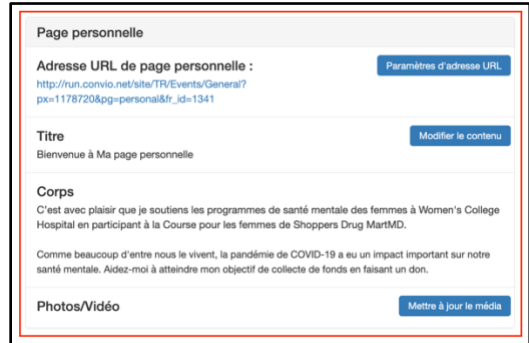 Page personnelle
Adresse URL de page personnelle :
Paramètres d'adresse URL
http://run.convio.net/site/TR/Events/General?
px=1178720&pg=personal&fr_id=1341
Titre
Modifier le contenu
Bienvenue à Ma page personnelle
Corps
C'est avec plaisir que je soutiens les programmes de santé mentale des femmes à Women's College
Hospital en participant à la Course pour les femmes de Shoppers Drug MartMD.
Comme beaucoup d'entre nous le vivent, la pandémie de COVID-19 a eu un impact important sur notre
santé mentale. Aidez-moi à atteindre mon objectif de collecte de fonds en faisant un don.
Photos/Vidéo
Mettre à jour le média